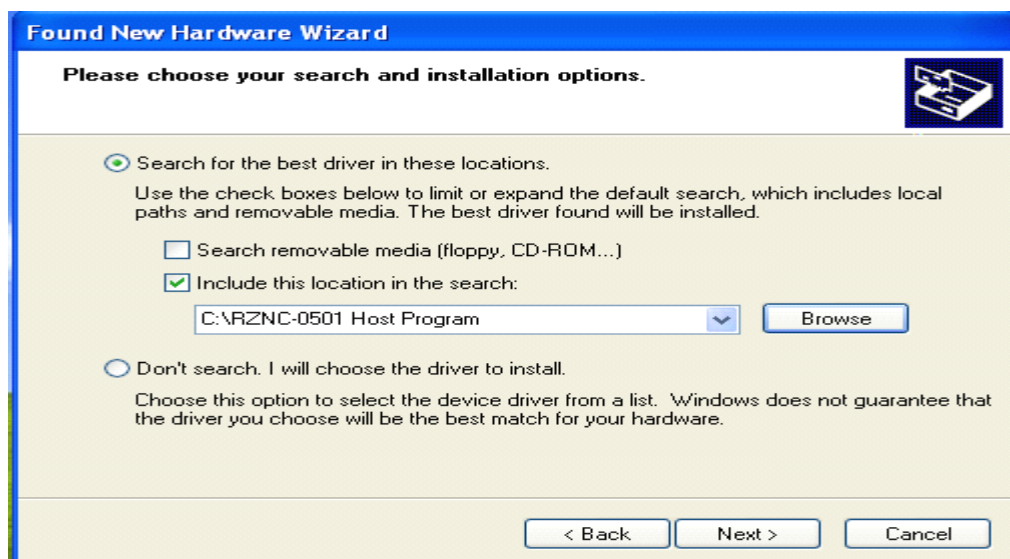 Found New Hardware Wizard
Please choose your search and installation options.
Search for the best driver in these locations.
Use the check boxes below to limit or expand the default search, which includes local
paths and removable media. The best driver found will be installed.
Search removable media (floppy, CD-ROM...)
Include this location in the search:
C:\RZNC-0501 Host Program
Browse
Don't search. I will choose the driver to install.
Choose this option to select the device driver from a list. Windows does not guarantee that
the driver you choose will be the best match for your hardware.
< Back
Next >
Cancel